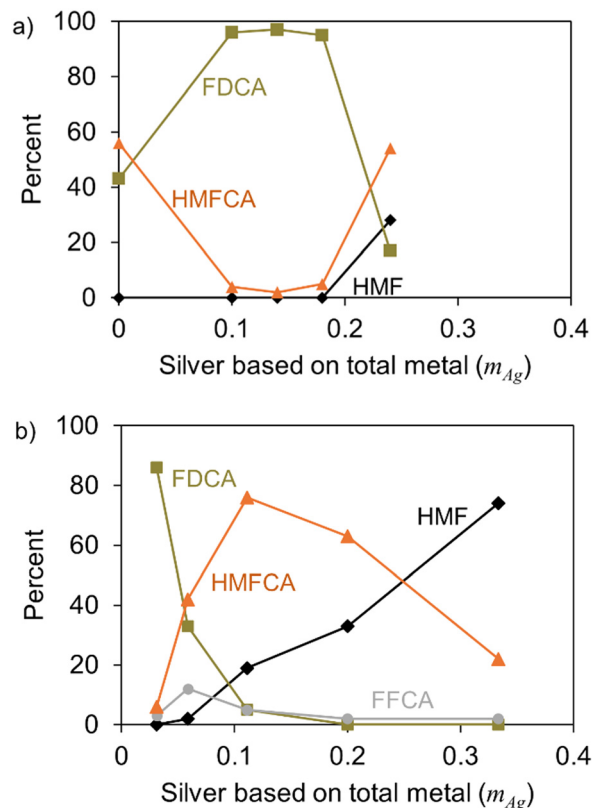 a)
100
80
60
40
20
0
Percent
FDCA
HMFCA
HMF
0 0.1 0.2 0.3 0.4
Silver based on total metal (mAg)
b)
100
80
60
40
20
0
Percent
FDCA
HMF
HMFCA
FFCA
0 0.1 0.2 0.3 0.4
Silver based on total metal (mAg)